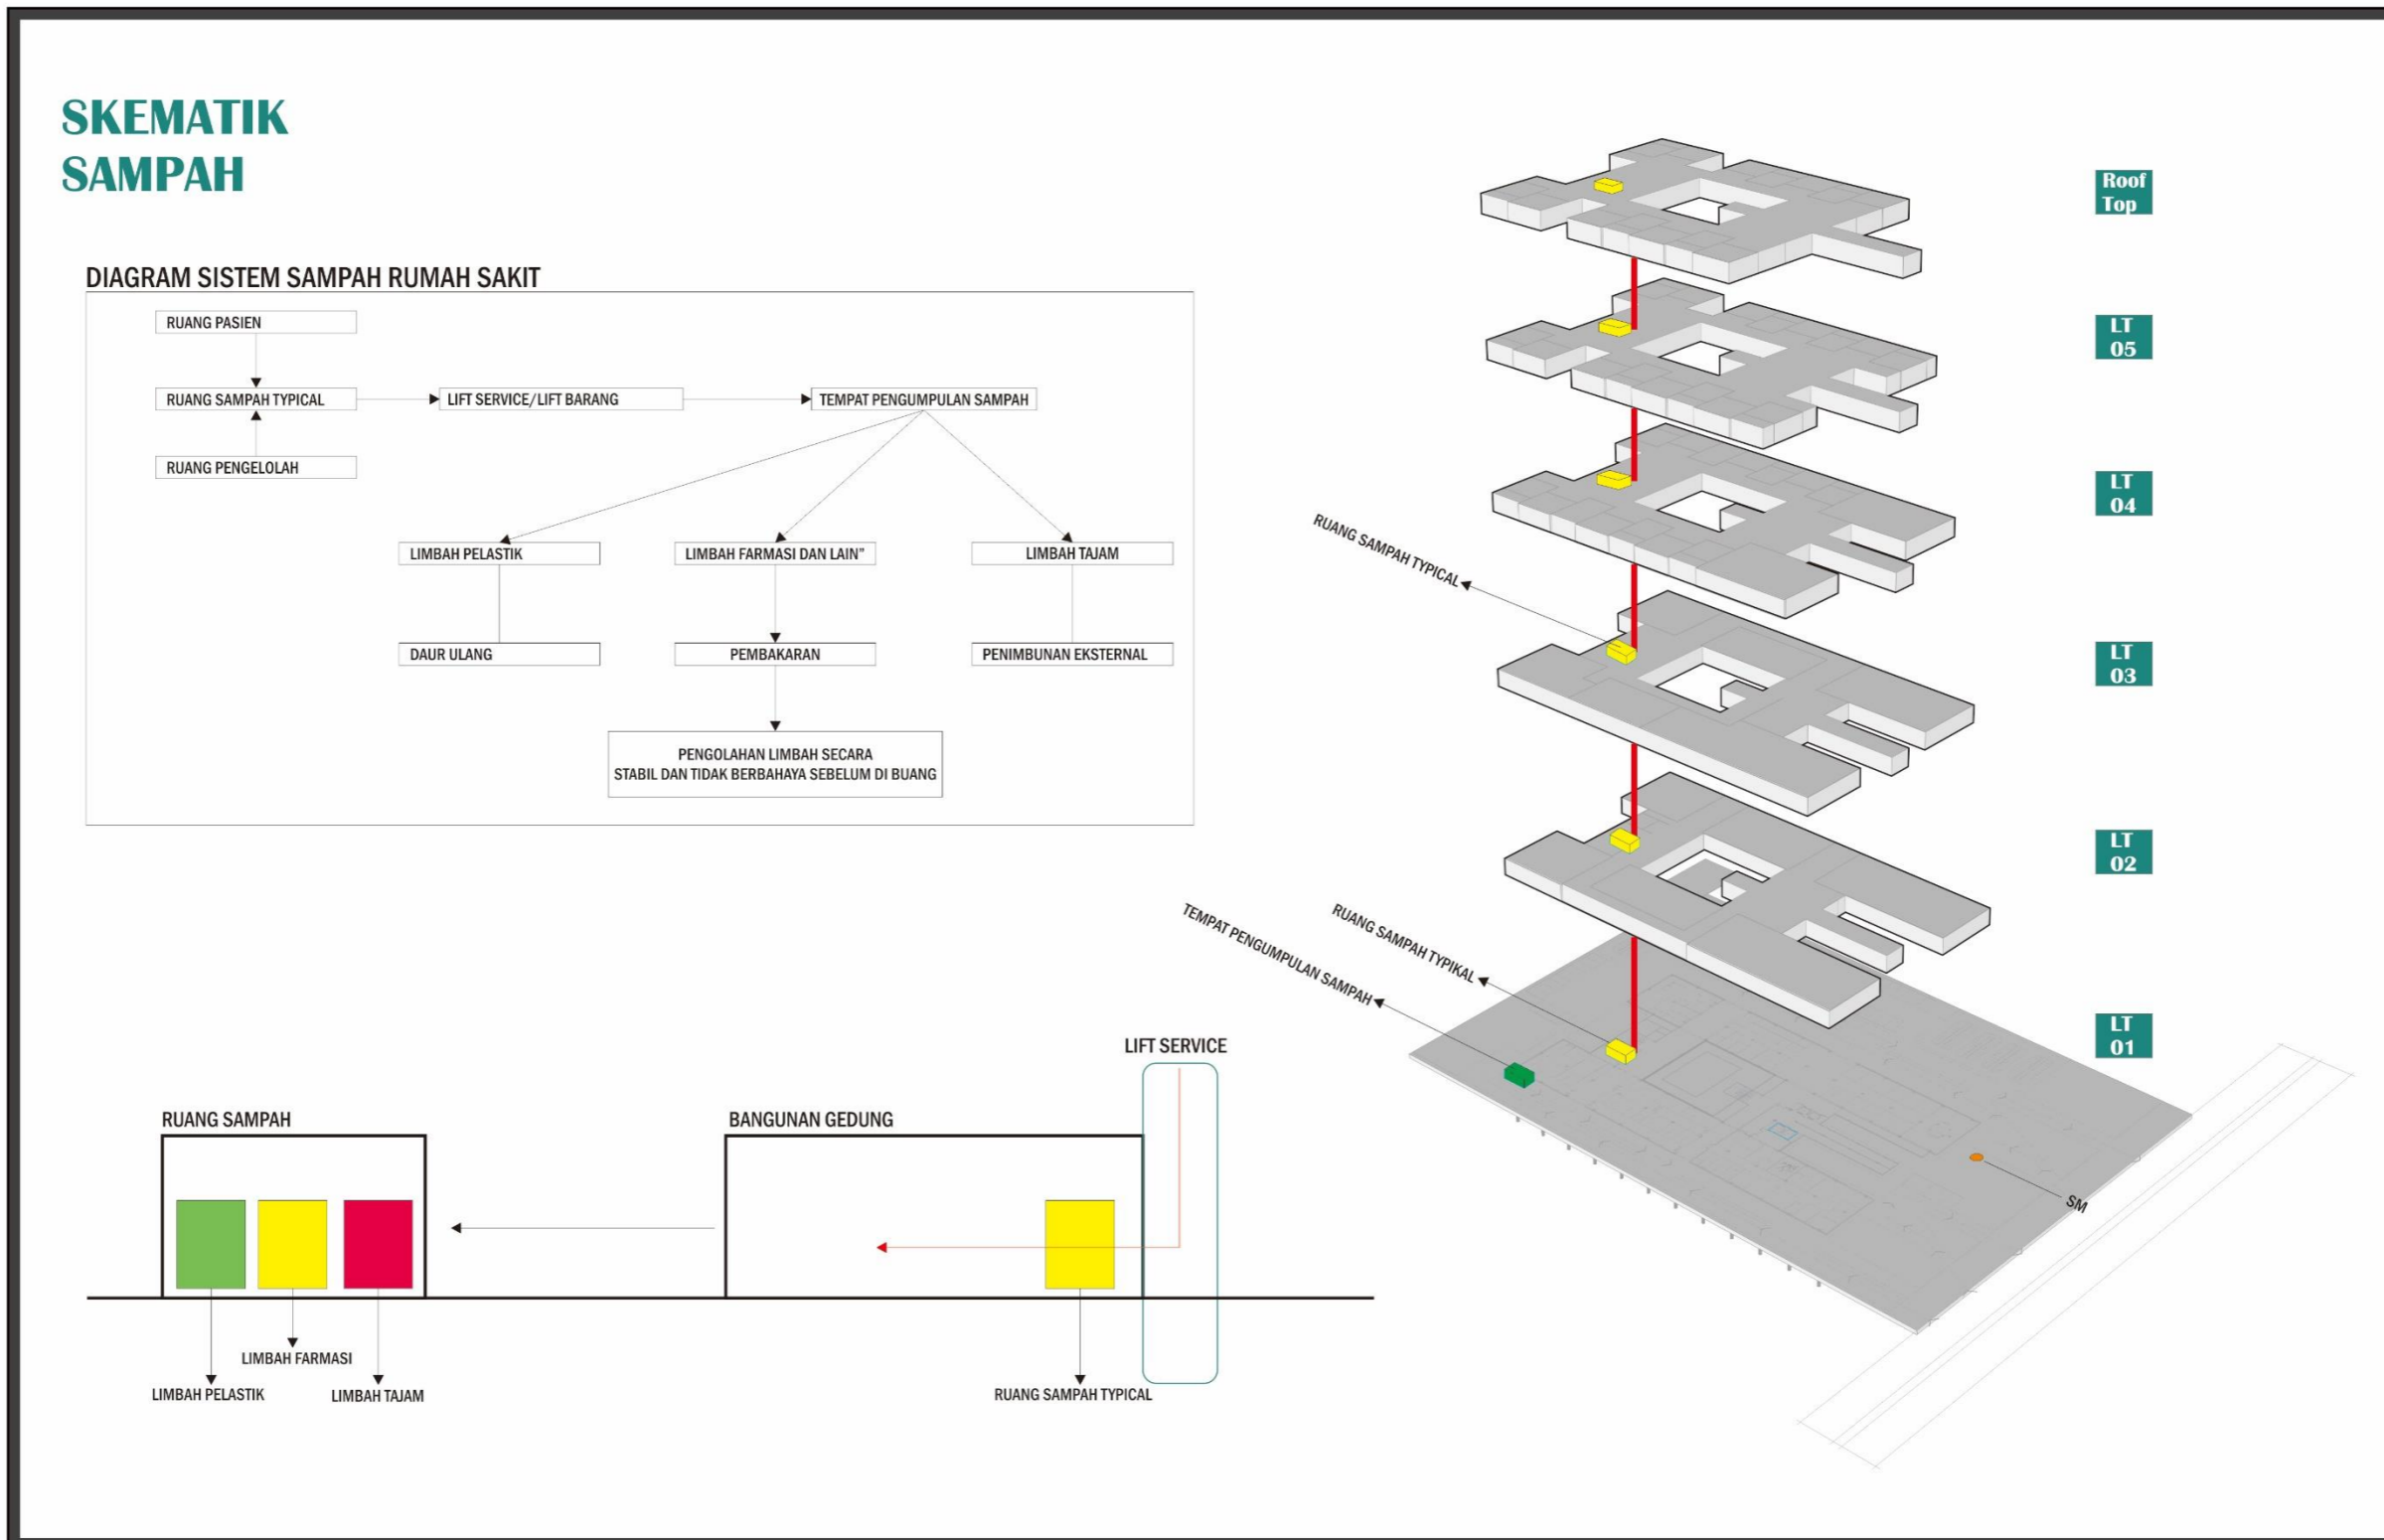 SKEMATIK
SAMPAH
DIAGRAM SISTEM SAMPAH RUMAH SAKIT
RUANG PASIEN
RUANG SAMPAH TYPICAL
LIFT SERVICE/LIFT BARANG
TEMPAT PENGUMPULAN SAMPAH
RUANG PENGELOLAH
LIMBAH PELASTIK
LIMBAH FARMASI DAN LAIN"
LIMBAH TAJAM
DAUR ULANG
PEMBAKARAN
PENIMBUNAN EKSTERNAL
PENGOLAHAN LIMBAH SECARA
STABIL DAN TIDAK BERBAHAYA SEBELUM DI BUANG
LIFT SERVICE
RUANG SAMPAH
BANGUNAN GEDUNG
LIMBAH FARMASI
LIMBAH PELASTIK
LIMBAH TAJAM
RUANG SAMPAH TYPICAL
Roof
Top
LT
05
LT
04
RUANG SAMPAH TYPICAL
LT
03
LT
02
RUANG SAMPAH TYPIKAL
TEMPAT PENGUMPULAN SAMPAH
LT
01
SM